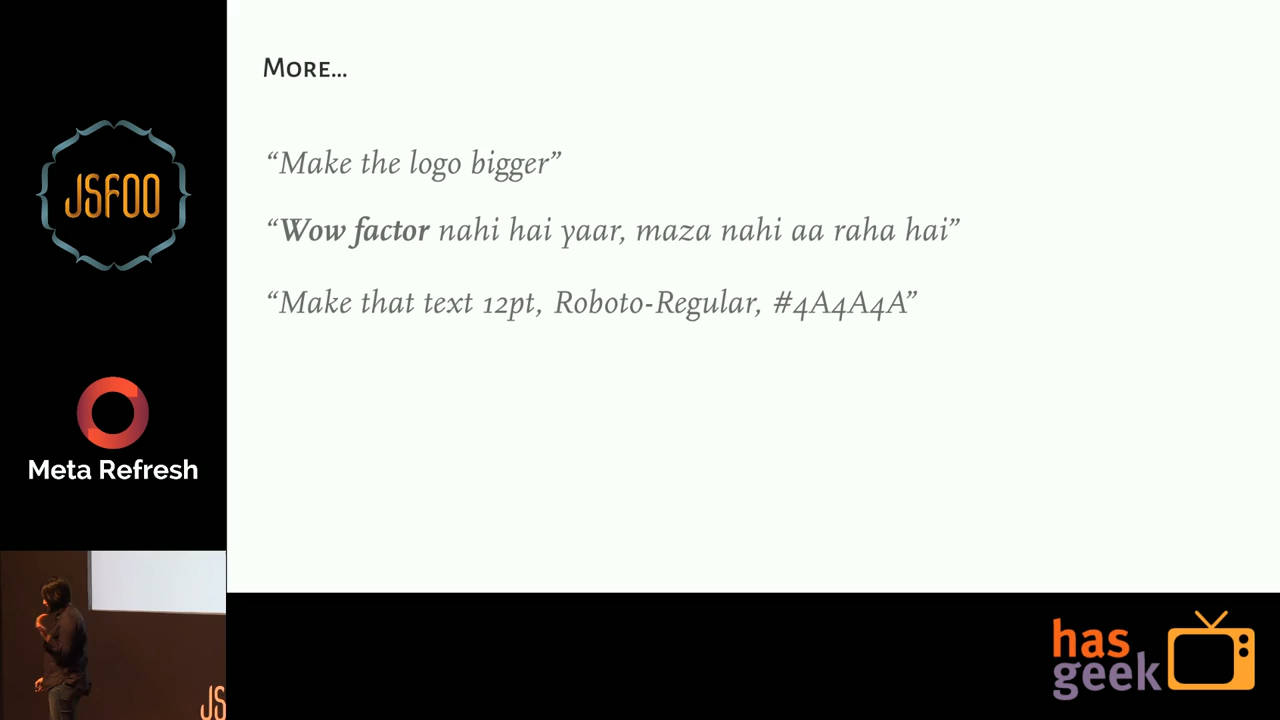 More...
“Make the logo bigger”
“Wow factor nahi hai yaar, maza nahi aa raha hai”
“Make that text 12pt, Roboto-Regular, #4A4A4A”
JSFOO
Meta Refresh
JS
has
geek